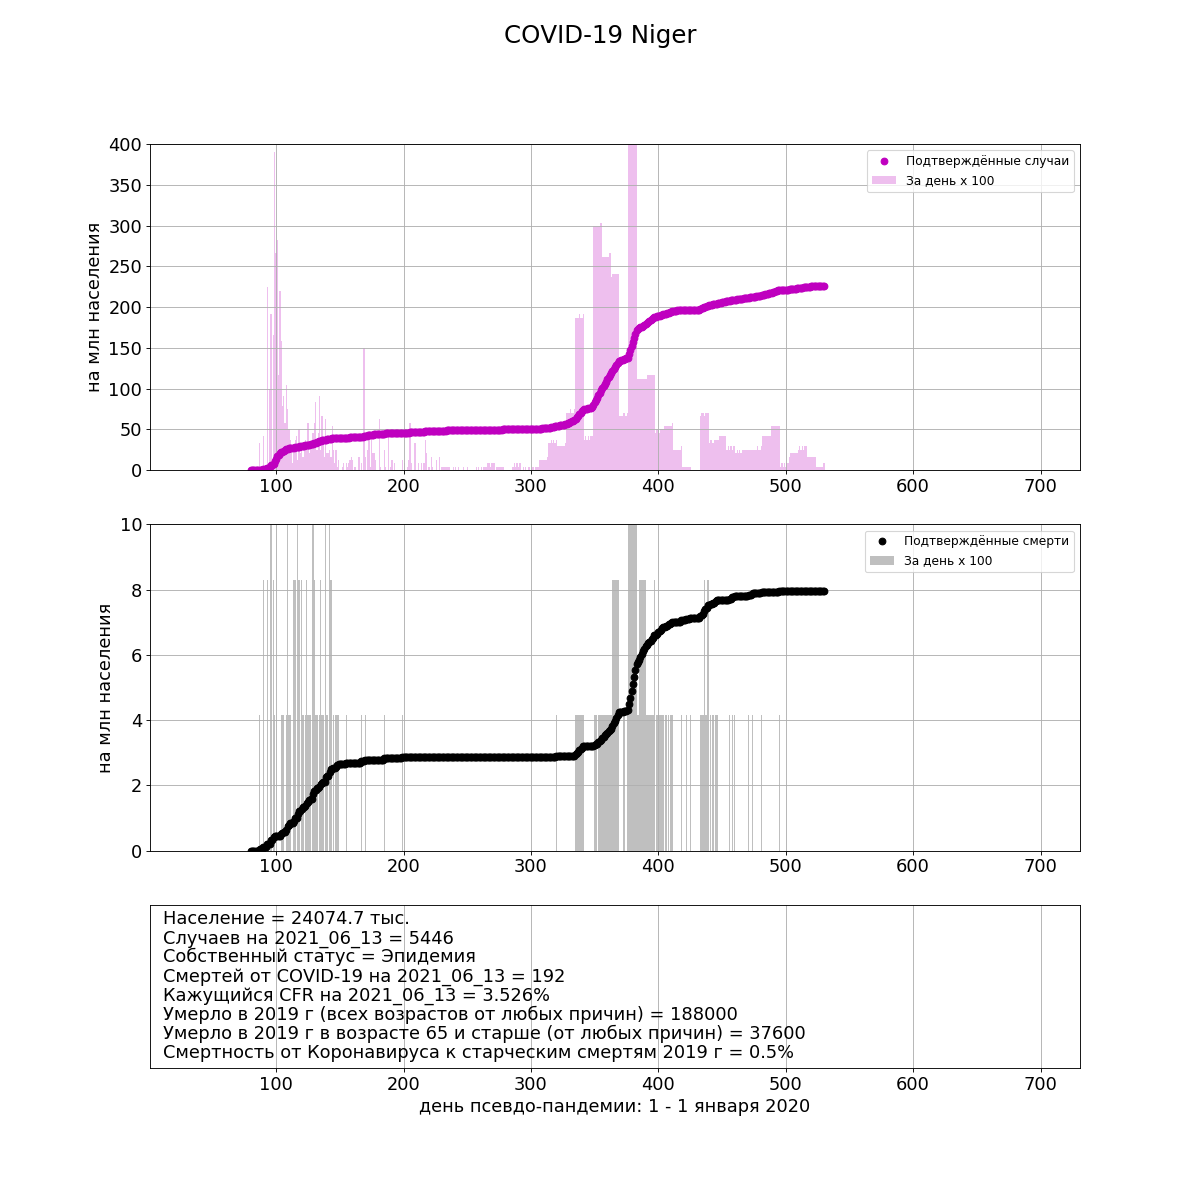 COVID-19 Niger
400
350
300
250
200
150
100
50
0
на млн населения
Подтверждённые случаи
За день x 100
100 200 300 400 500 600 700
10
8
6
4
2
0
на млн населения
Подтверждённые смерти
За день x 100
100 200 300 400 500 600 700
Население = 24074.7 тыс.
Случаев на 2021_06_13 = 5446
Собственный статус = Эпидемия
Смертей от COVID-19 на 2021_06_13 = 192
Кажущийся CFR на 2021_06_13 = 3.526%
Умерло в 2019 г (всех возрастов от любых причин) = 188000
Умерло в 2019 г в возрасте 65 и старше (от любых причин) = 37600
Смертность от Коронавируса к старческим смертям 2019 г = 0.5%
100 200 300 400 500 600 700
день псевдо-пандемии: 1 - 1 января 2020